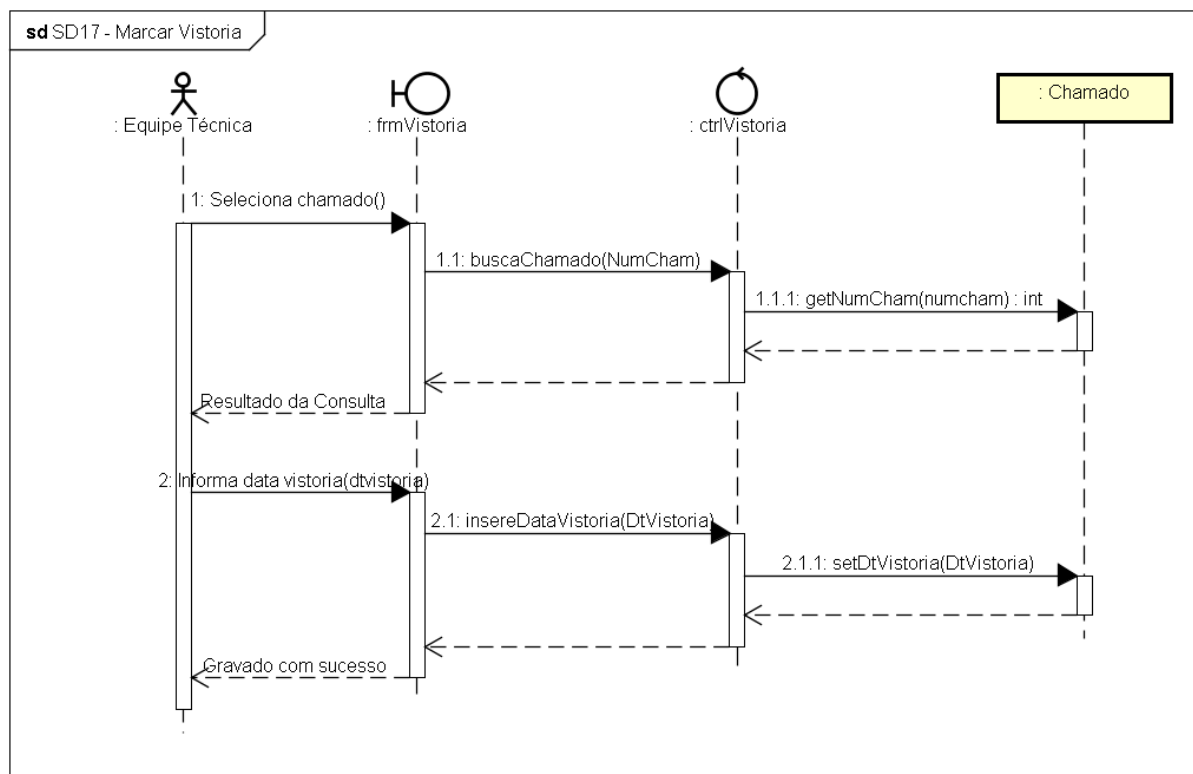 sd SD17 - Marcar Vistoria
: Equipe Técnica
: frmVistoria
: ctrlVistoria
: Chamado
1: Seleciona chamado()
1.1: buscaChamado(NumCham)
1.1.1: getNumCham(numcham) : int
Resultado da Consulta
2: Informa data vistoria(dtvistoria)
2.1: insereDataVistoria(DtVistoria)
2.1.1: setDtVistoria(DtVistoria)
Gravado com sucesso